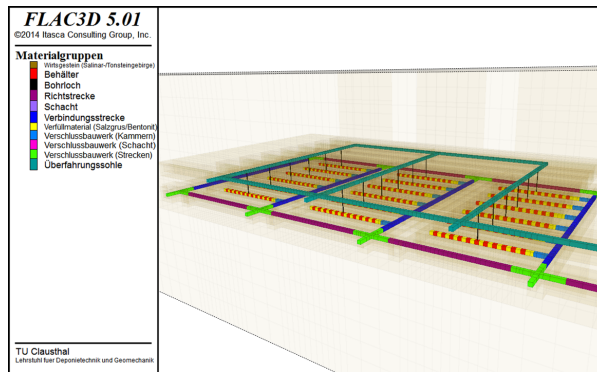 FLAC3D 5.01
©2014 Itasca Consulting Group, Inc.
Materialgruppen
Wirtsgestein (Salinar-/Tonsteingebirge)
Behälter
Bohrloch
Richtstrecke
Schacht
Verbindungsstrecke
Verfüllmaterial (Salzgrus/Bentonit)
Verschlussbauwerk (Kammern)
Verschlussbauwerk (Schacht)
Verschlussbauwerk (Strecken)
Überfahrungssohle
TU Clausthal
Lehrstuhl fuer Deponietechnik und Geomechanik